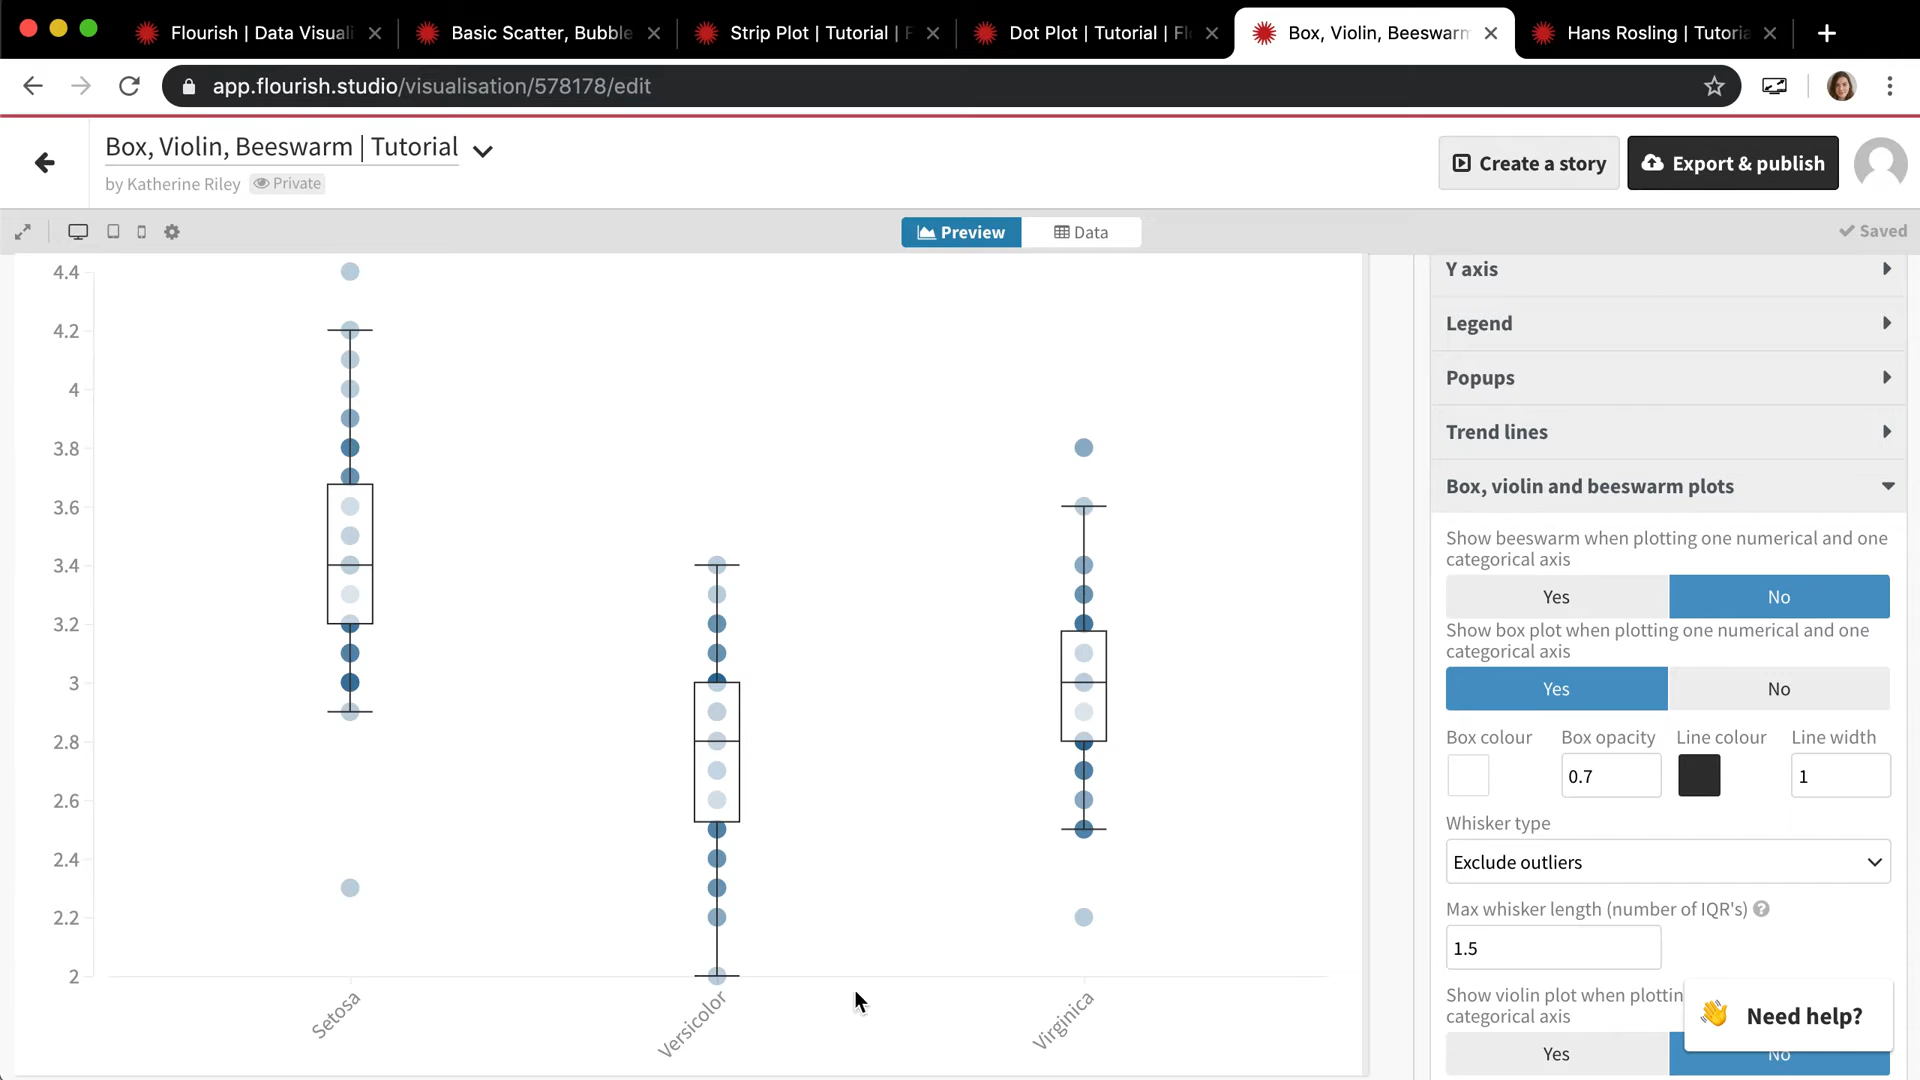 Flourish | Data Visuali
Basic Scatter, Bubble
Strip Plot | Tutorial | F
Dot Plot | Tutorial | Fl
Box, Violin, Beeswarm
Hans Rosling | Tutoria
app.flourish.studio/visualisation/578178/edit
Box, Violin, Beeswarm | Tutorial
by Katherine Riley Private
Create a story
Export & publish
Preview
Data
Saved
4.4
4.2
4
3.8
3.6
3.4
3.2
3
2.8
2.6
2.4
2.2
2
Setosa
Versicolor
Virginica
Y axis
Legend
Popups
Trend lines
Box, violin and beeswarm plots
Show beeswarm when plotting one numerical and one
categorical axis
Yes No
Show box plot when plotting one numerical and one
categorical axis
Yes No
Box colour Box opacity Line colour Line width
0.7 1
Whisker type
Exclude outliers
Max whisker length (number of IQR's) ?
1.5
Show violin plot when plottin
categorical axis
Yes No
Need help?